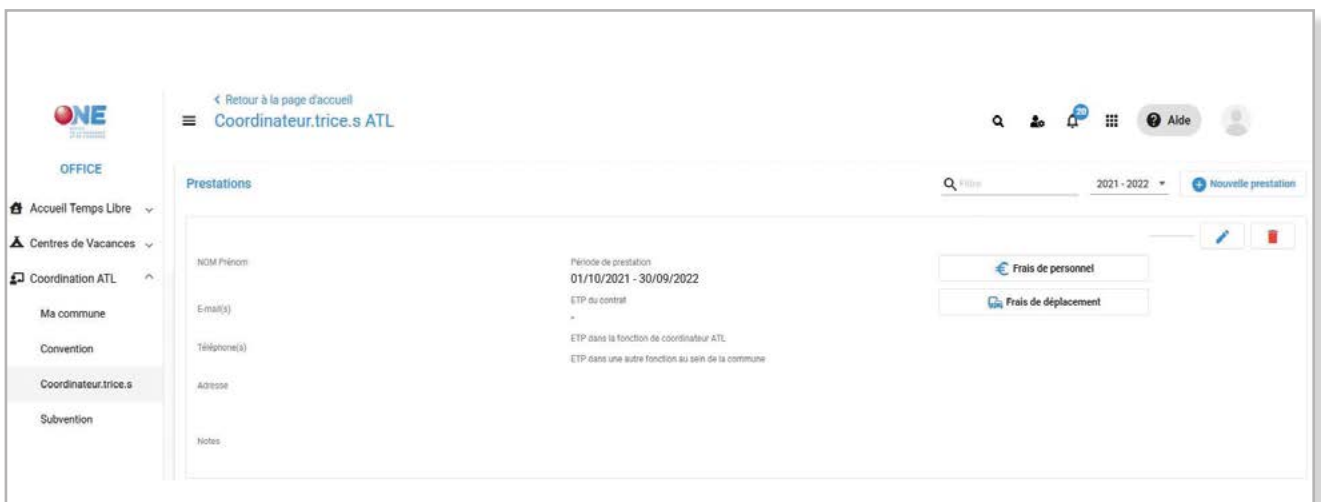 < Retour à la page d'accueil
ONE
Coordinateur.trice.s ATL
20
Aide
OFFICE
Prestations
Filtre
2021 - 2022
Nouvelle prestation
Accueil Temps Libre
Centres de Vacances
NOM Prénom
Période de prestation
01/10/2021 - 30/09/2022
Frais de personnel
Coordination ATL
E-mail(s)
ETP du contrat
-
Frais de déplacement
Ma commune
Convention
Téléphone(s)
ETP dans la fonction de coordinateur ATL
ETP dans une autre fonction au sein de la commune
Coordinateur.trice.s
Adresse
Subvention
Notes